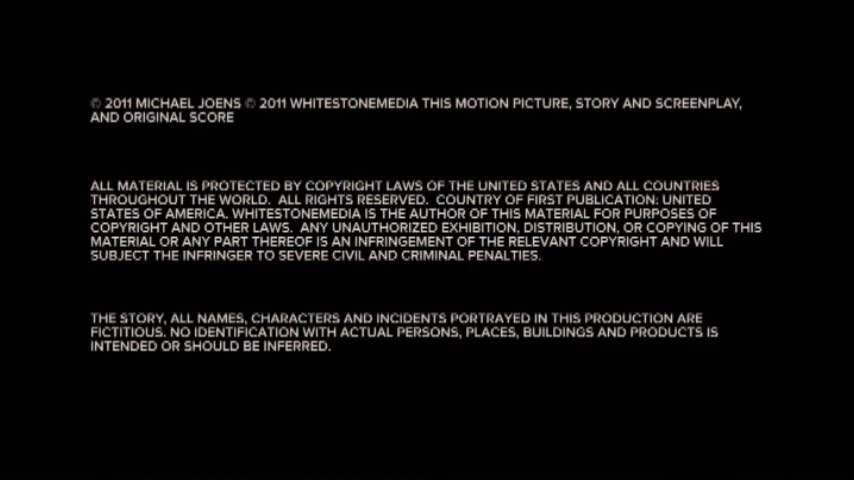 © 2011 MICHAEL JOENS © 2011 WHITESTONEMEDIA THIS MOTION PICTURE, STORY AND SCREENPLAY,
AND ORIGINAL SCORE
ALL MATERIAL IS PROTECTED BY COPYRIGHT LAWS OF THE UNITED STATES AND ALL COUNTRIES
THROUGHOUT THE WORLD.  ALL RIGHTS RESERVED.  COUNTRY OF FIRST PUBLICATION: UNITED
STATES OF AMERICA. WHITESTONEMEDIA IS THE AUTHOR OF THIS MATERIAL FOR PURPOSES OF
COPYRIGHT AND OTHER LAWS.  ANY UNAUTHORIZED EXHIBITION, DISTRIBUTION, OR COPYING OF THIS
MATERIAL OR ANY PART THEREOF IS AN INFRINGEMENT OF THE RELEVANT COPYRIGHT AND WILL
SUBJECT THE INFRINGER TO SEVERE CIVIL AND CRIMINAL PENALTIES.
THE STORY, ALL NAMES, CHARACTERS AND INCIDENTS PORTRAYED IN THIS PRODUCTION ARE
FICTITIOUS. NO IDENTIFICATION WITH ACTUAL PERSONS, PLACES, BUILDINGS AND PRODUCTS IS
INTENDED OR SHOULD BE INFERRED.